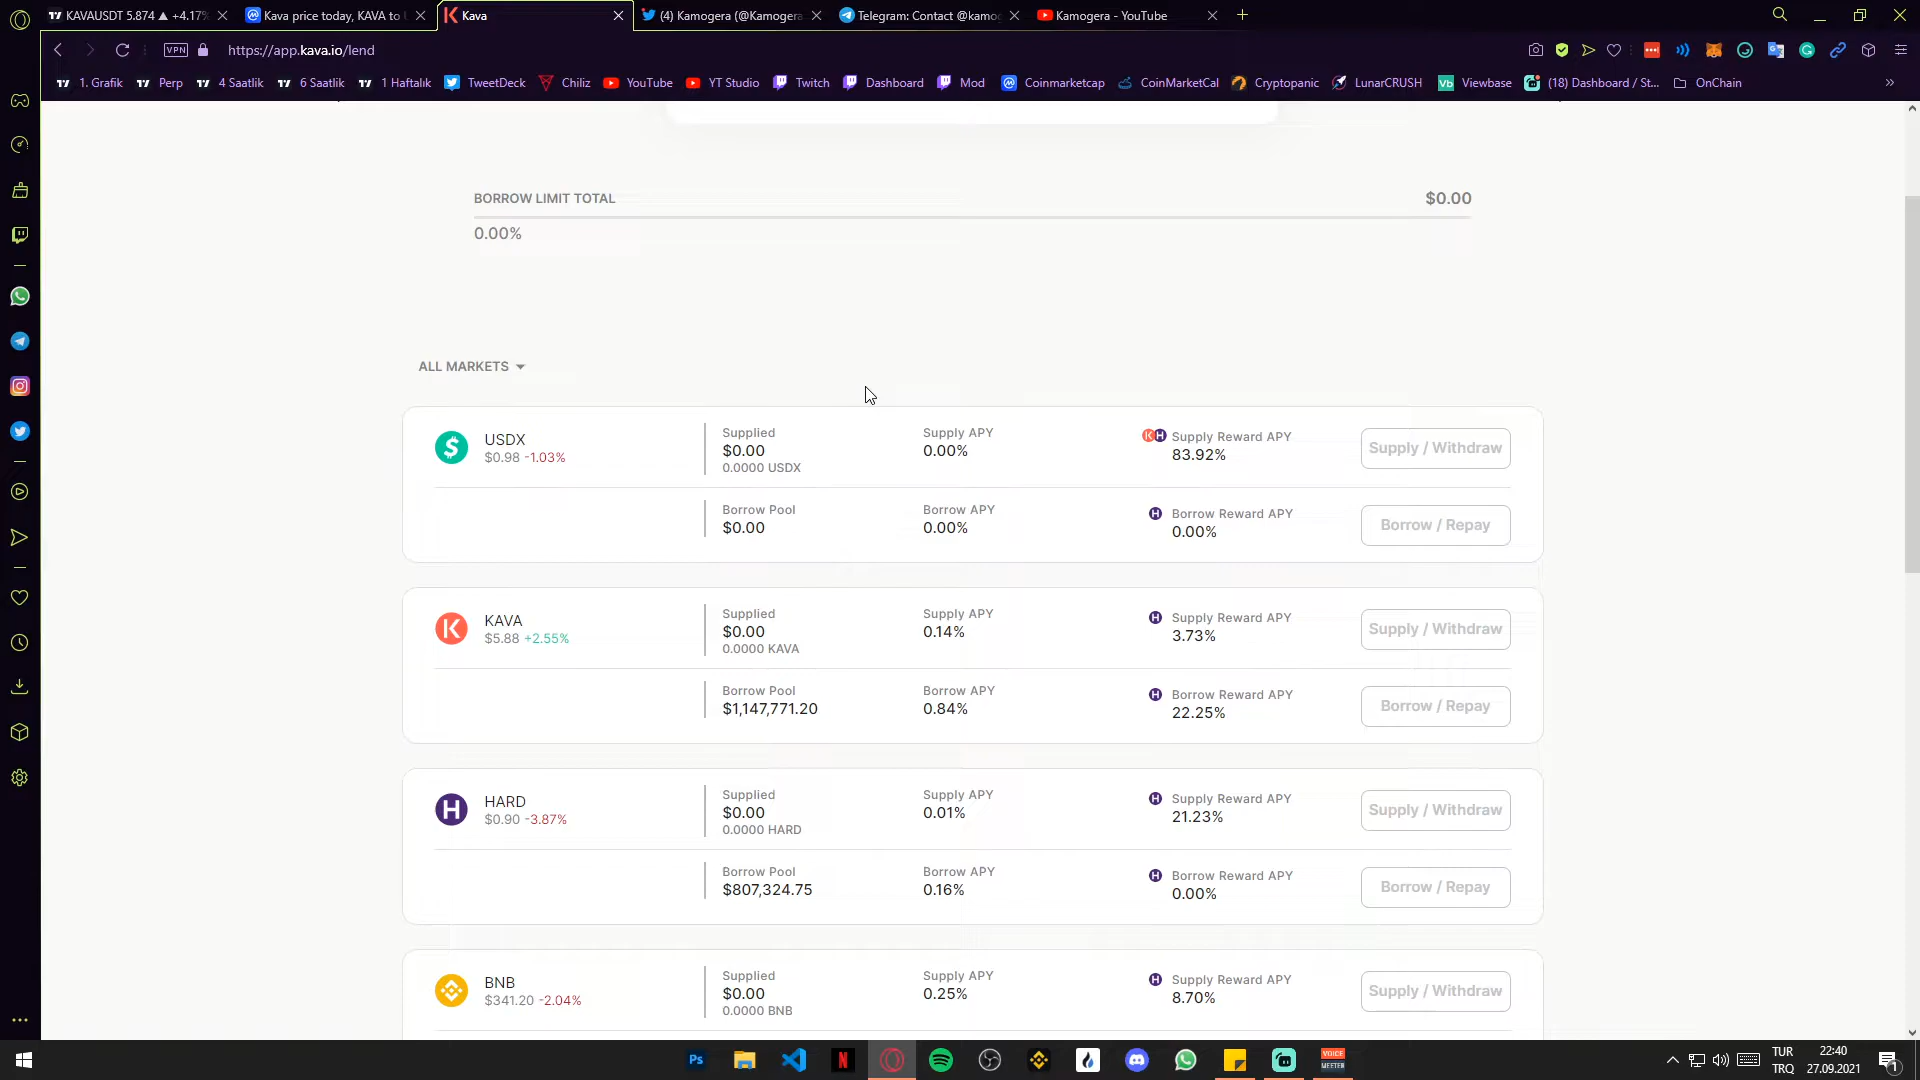 KAVAUSDT 5.874 ▲ +4.17%
Kava price today, KAVA to
Kava
(4) Kamogera (@Kamogera
Telegram: Contact @kamo
Kamogera - YouTube
VPN
https://app.kava.io/lend
1. Grafik
Perp
4 Saatlik
6 Saatlik
1 Haftalık
TweetDeck
Chiliz
YouTube
YT Studio
Twitch
Dashboard
Mod
Coinmarketcap
CoinMarketCal
Cryptopanic
LunarCRUSH
Vb
Viewbase
(18) Dashboard / St...
OnChain
BORROW LIMIT TOTAL
$0.00
0.00%
ALL MARKETS
USDX
$0.98 -1.03%
Supplied
$0.00
0.0000 USDX
Supply APY
0.00%
Supply Reward APY
83.92%
Supply / Withdraw
Borrow Pool
$0.00
Borrow APY
0.00%
Borrow Reward APY
0.00%
Borrow / Repay
KAVA
$5.88 +2.55%
Supplied
$0.00
0.0000 KAVA
Supply APY
0.14%
Supply Reward APY
3.73%
Supply / Withdraw
Borrow Pool
$1,147,771.20
Borrow APY
0.84%
Borrow Reward APY
22.25%
Borrow / Repay
HARD
$0.90 -3.87%
Supplied
$0.00
0.0000 HARD
Supply APY
0.01%
Supply Reward APY
21.23%
Supply / Withdraw
Borrow Pool
$807,324.75
Borrow APY
0.16%
Borrow Reward APY
0.00%
Borrow / Repay
BNB
$341.20 -2.04%
Supplied
$0.00
0.0000 BNB
Supply APY
0.25%
Supply Reward APY
8.70%
Supply / Withdraw
Ps
VOICE
MEETER
TUR
TRQ
22:40
27.09.2021
1